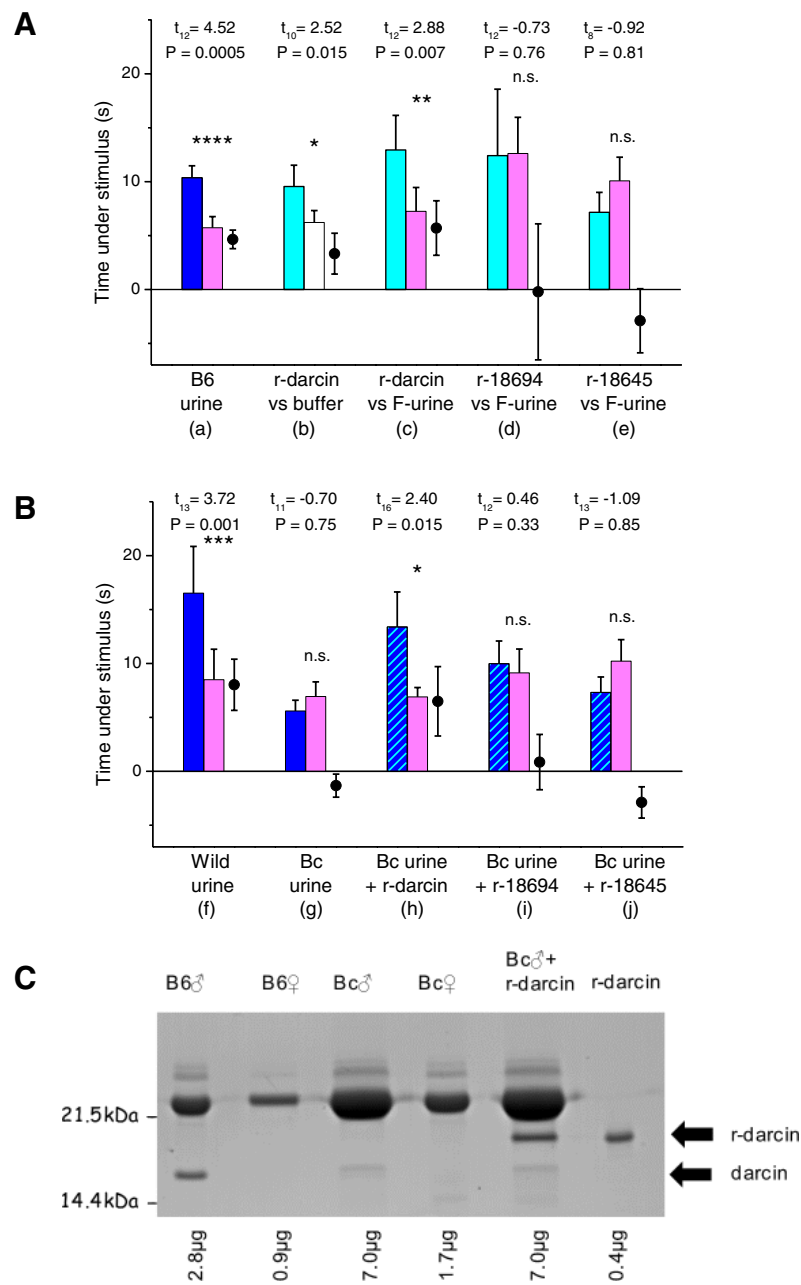 A
t12= 4.52 t10= 2.52 t12= 2.88 t12= -0.73 t8= -0.92
P = 0.0005 P = 0.015 P = 0.007 P = 0.76 P = 0.81
**** * ** n.s. n.s.
Time under stimulus (s)
20
10
0
B6 r-darcin r-darcin r-18694 r-18645
urine vs buffer vs F-urine vs F-urine vs F-urine
(a) (b) (c) (d) (e)
B
t13= 3.72 t11= -0.70 t16= 2.40 t12= 0.46 t13= -1.09
P = 0.001 P = 0.75 P = 0.015 P = 0.33 P = 0.85
*** n.s. * n.s. n.s.
Time under stimulus (s)
20
10
0
Wild Bc Bc urine Bc urine Bc urine
urine urine + r-darcin + r-18694 + r-18645
(f) (g) (h) (i) (j)
C
B6♂ B6♀ Bc♂ Bc♀ Bc♂+ r-darcin
r-darcin
21.5kDa
14.4kDa
r-darcin
darcin
2.8µg 0.9µg 7.0µg 1.7µg 7.0µg 0.4µg